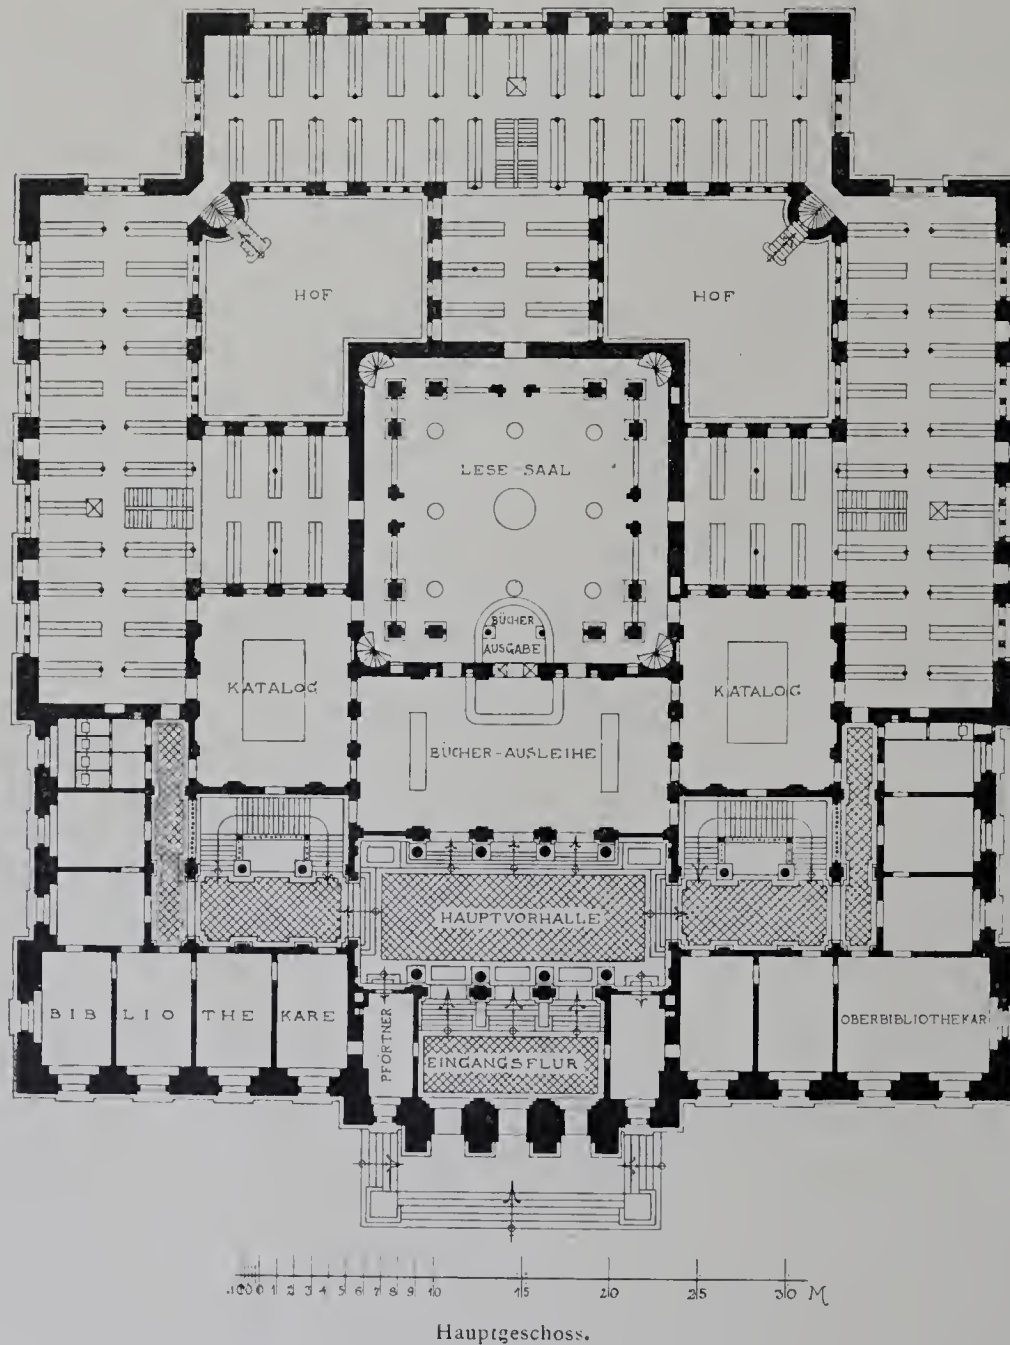 HOF
HOF
LESE-SAAL
BÜCHER
AUSGABE
KATALOG
KATALOG
BÜCHER-AUSLEIHE
HAUPTVORHALLE
BIB LIO THE KARE
PFÖRTNER
EINGANGSFLUR
OBERBIBLIOTHEKAR
10 0 1 2 3 4 5 6 7 8 9 10 15 20 25 30 M
Hauptgeschoss.